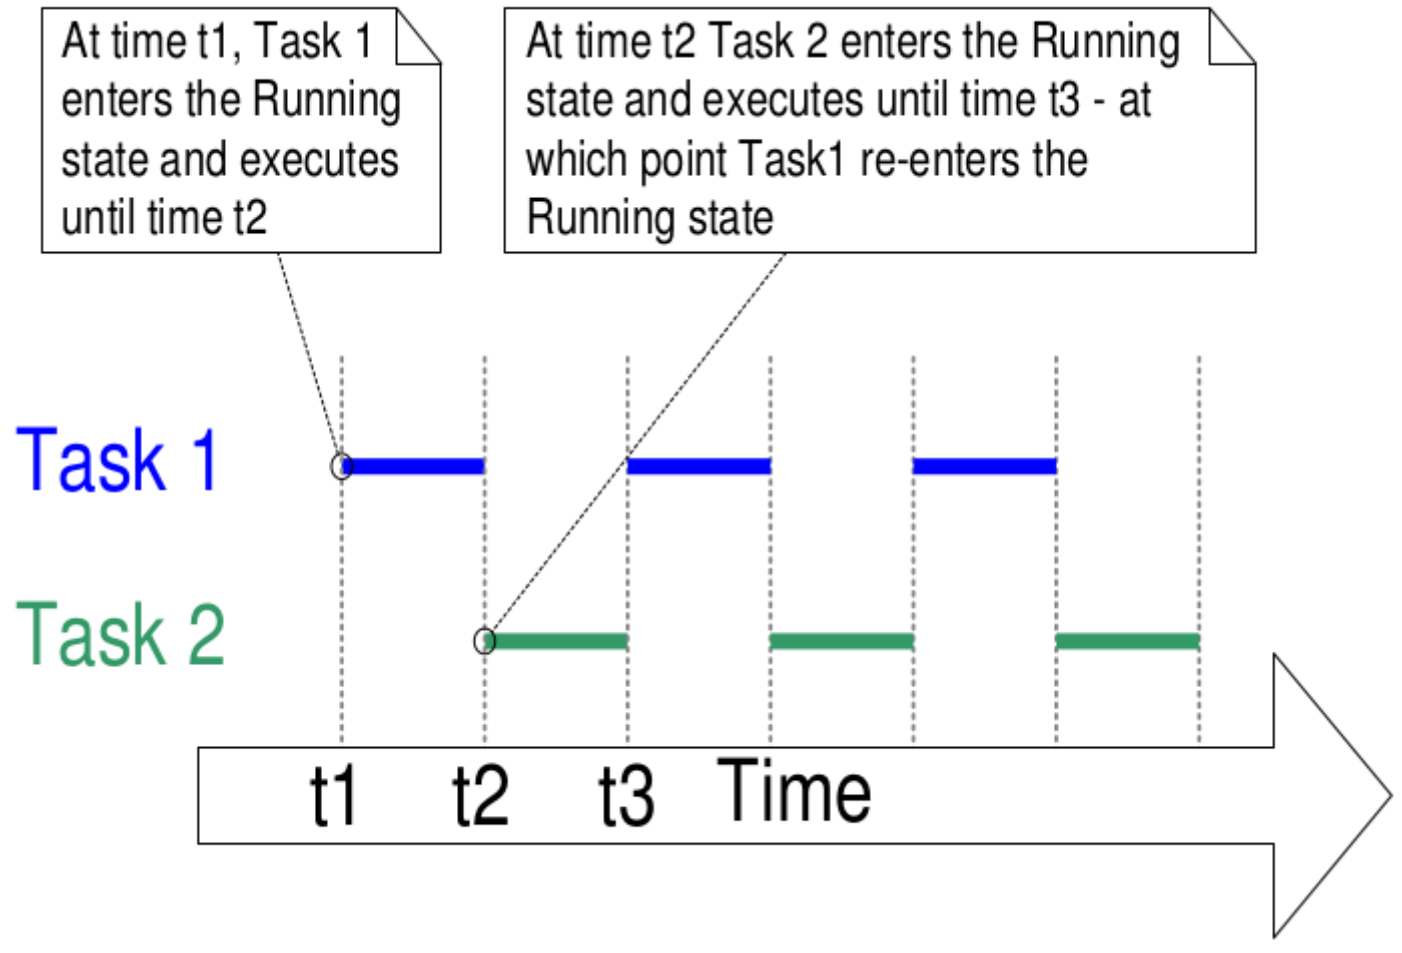 At time t1, Task 1
enters the Running
state and executes
until time t2
At time t2 Task 2 enters the Running
state and executes until time t3 - at
which point Task1 re-enters the
Running state
Task 1
Task 2
t1 t2 t3 Time